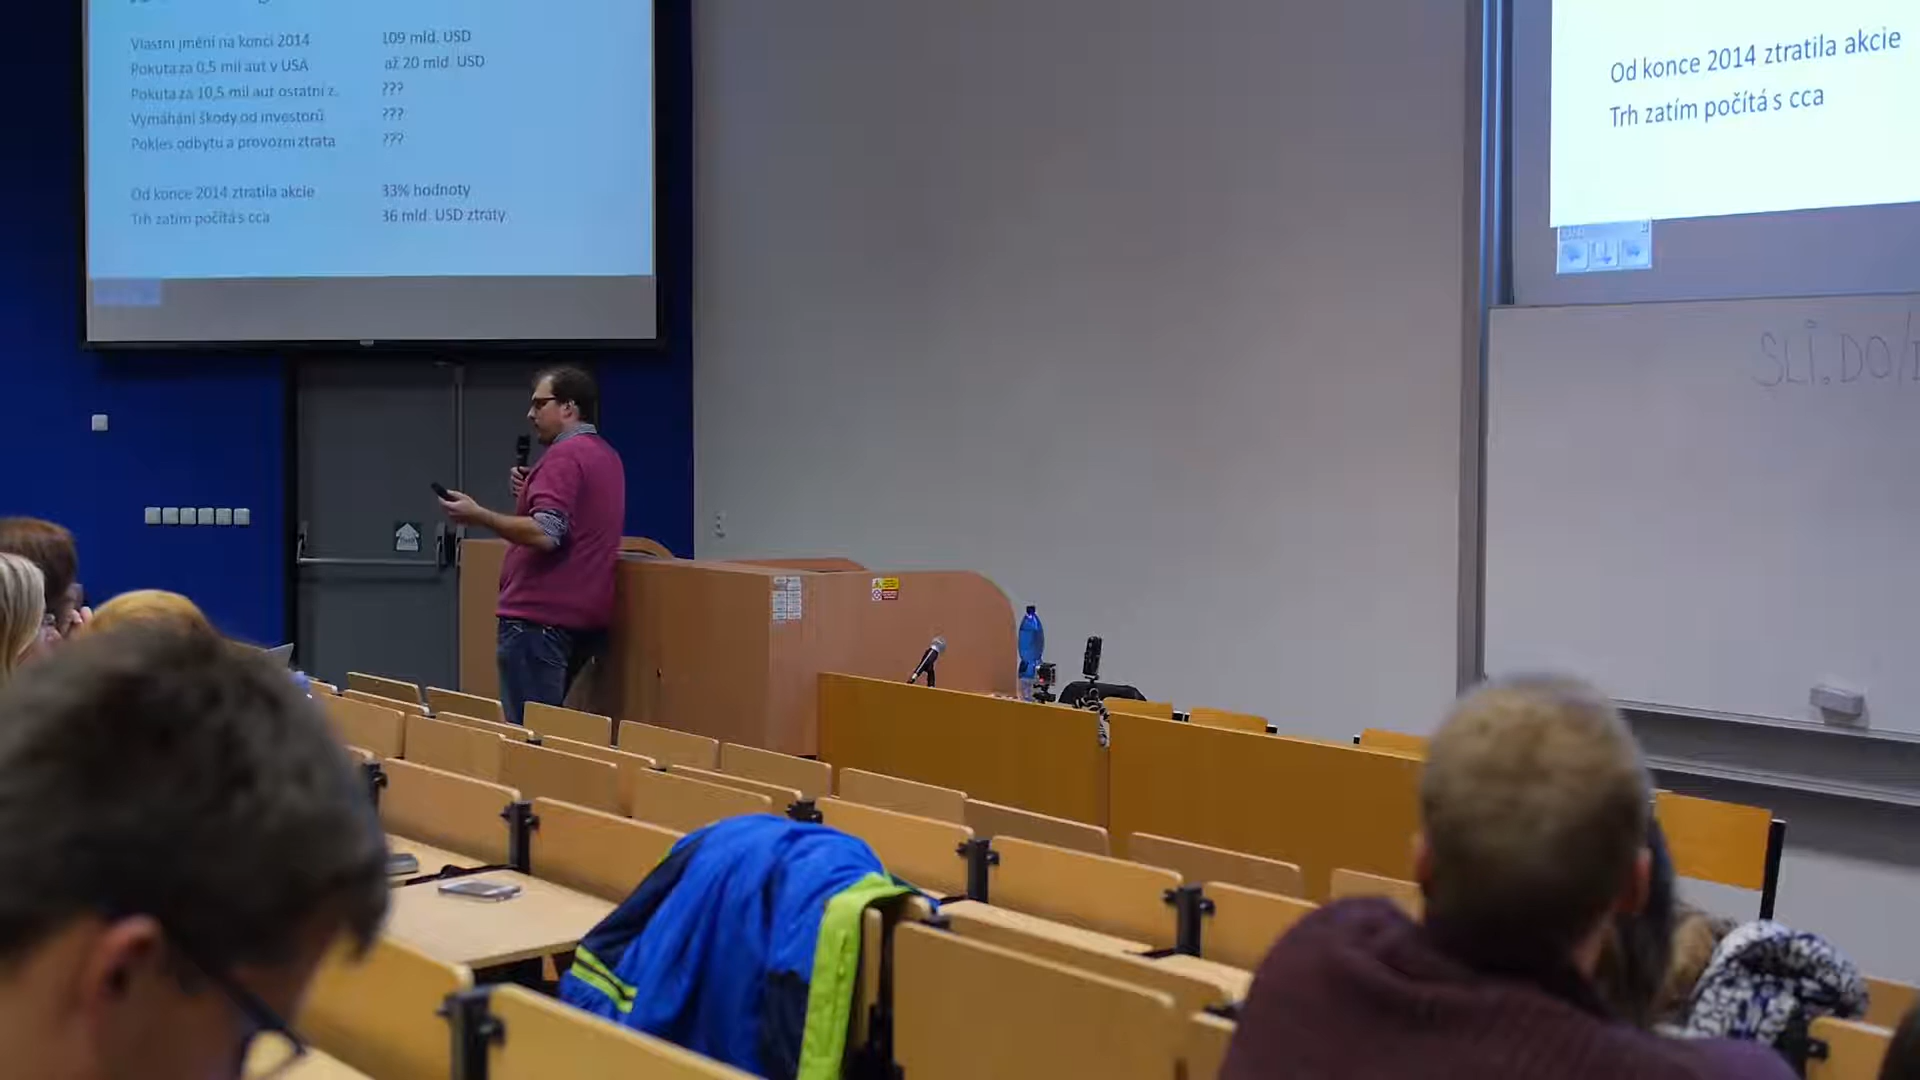 Vlastní jmění na konci 2014 109 mld. USD
Pokuta za 0,5 mil aut v USA až 20 mld. USD
Pokuta za 10,5 mil aut ostatní z. ???
Vymáhání škody od investorů ???
Pokles odbytu a provozní ztráta ???
Od konce 2014 ztratila akcie 33% hodnoty
Trh zatím počítá s cca 36 mld. USD ztráty
Od konce 2014 ztratila akcie
Trh zatím počítá s cca
SLI.DO/